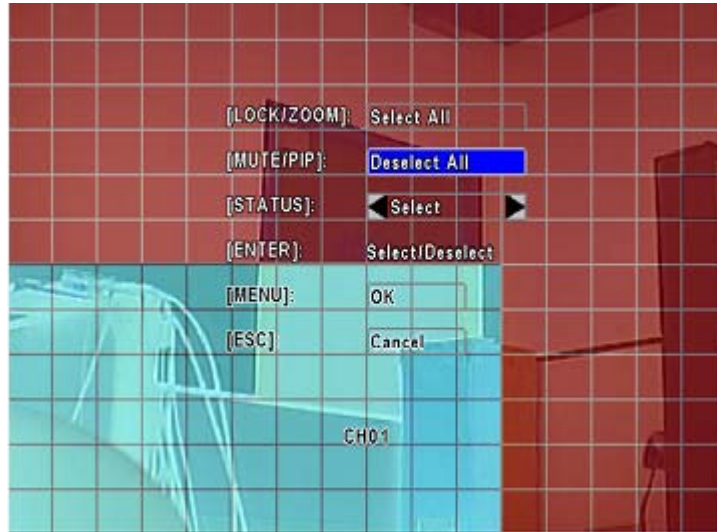 [LOCK/ZOOM]: Select All
[MUTE/PIP]: Deselect All
[STATUS]: Select
[ENTER]: Select/Deselect
[MENU]: OK
[ESC] Cancel
CH01